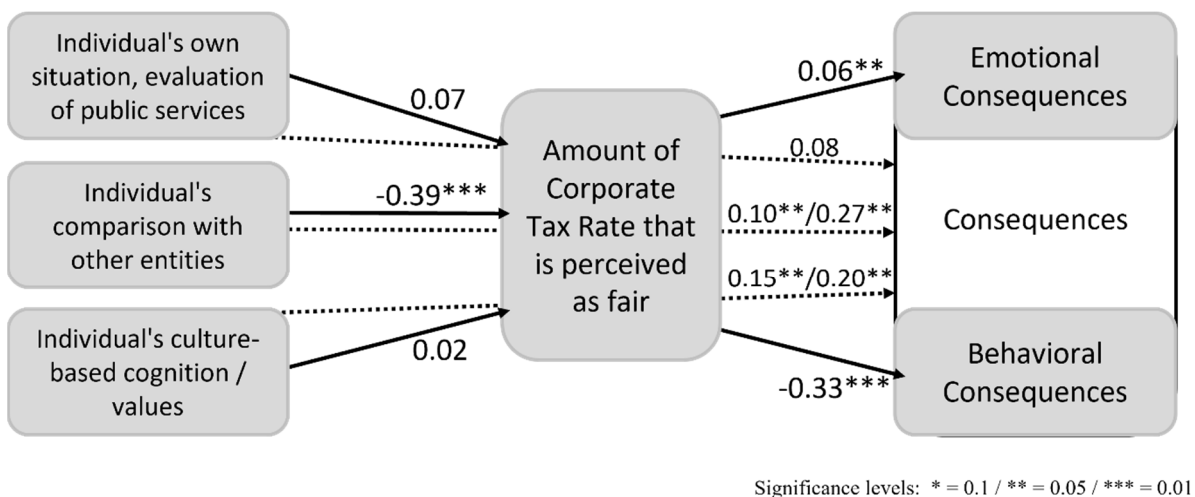 Individual's own
situation, evaluation
of public services
0.07
Individual's
comparison with
other entities
-0.39***
Individual's culture-
based cognition /
values
0.02
Amount of
Corporate
Tax Rate that
is perceived
as fair
0.06**
0.08
0.10**/0.27**
0.15**/0.20**
-0.33***
Emotional
Consequences
Consequences
Behavioral
Consequences
Significance levels: * = 0.1 / ** = 0.05 / *** = 0.01